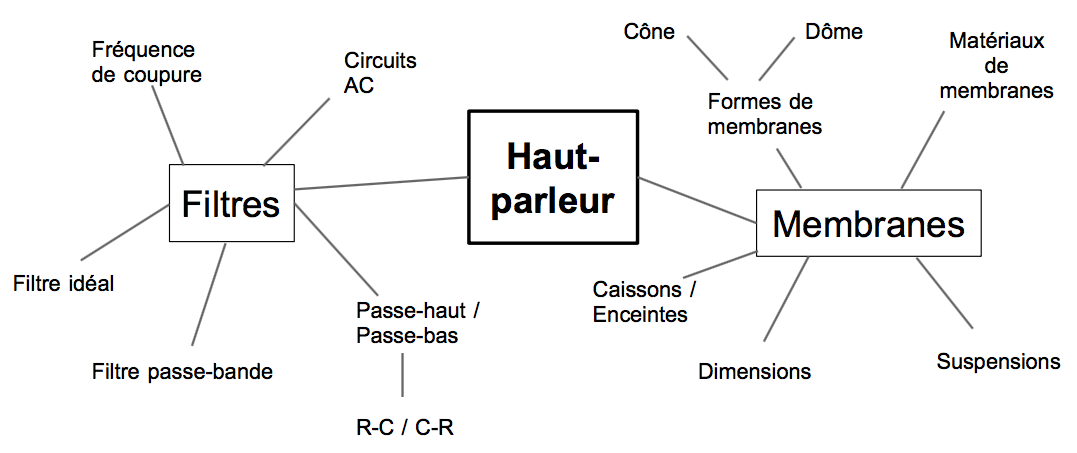 Fréquence
de coupure
Circuits
AC
Filtres
Filtre idéal
Filtre passe-bande
Passe-haut /
Passe-bas
R-C / C-R
Haut-
parleur
Cône
Dôme
Formes de
membranes
Matériaux
de
membranes
Membranes
Caissons /
Enceintes
Dimensions
Suspensions